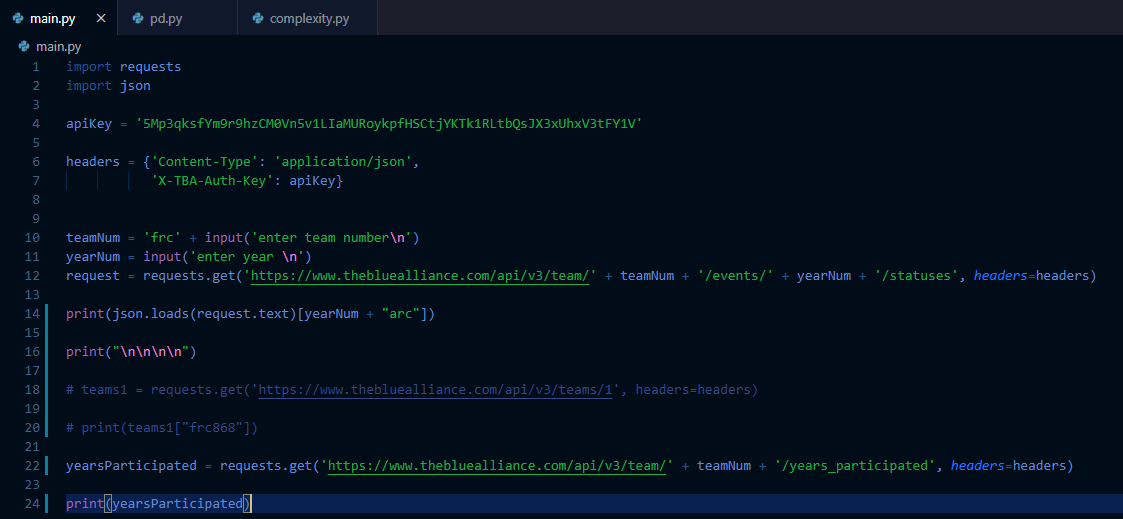 main.py × pd.py complexity.py
main.py
1 import requests
2 import json
3
4 apiKey = '5Mp3qksfYm9r9hzCM0Vn5v1LIaMURoykpfHSCtjYKTk1RLtbQsJX3xUhxV3tFY1V'
5
6 headers = {'Content-Type': 'application/json',
7            'X-TBA-Auth-Key': apiKey}
8
9
10 teamNum = 'frc' + input('enter team number\n')
11 yearNum = input('enter year \n')
12 request = requests.get('https://www.thebluealliance.com/api/v3/team/' + teamNum + '/events/' + yearNum + '/statuses', headers=headers)
13
14 print(json.loads(request.text)[yearNum + "arc"])
15
16 print("\n\n\n\n")
17
18 # teams1 = requests.get('https://www.thebluealliance.com/api/v3/teams/1', headers=headers)
19
20 # print(teams1["frc868"])
21
22 yearsParticipated = requests.get('https://www.thebluealliance.com/api/v3/team/' + teamNum + '/years_participated', headers=headers)
23
24 print(yearsParticipated)